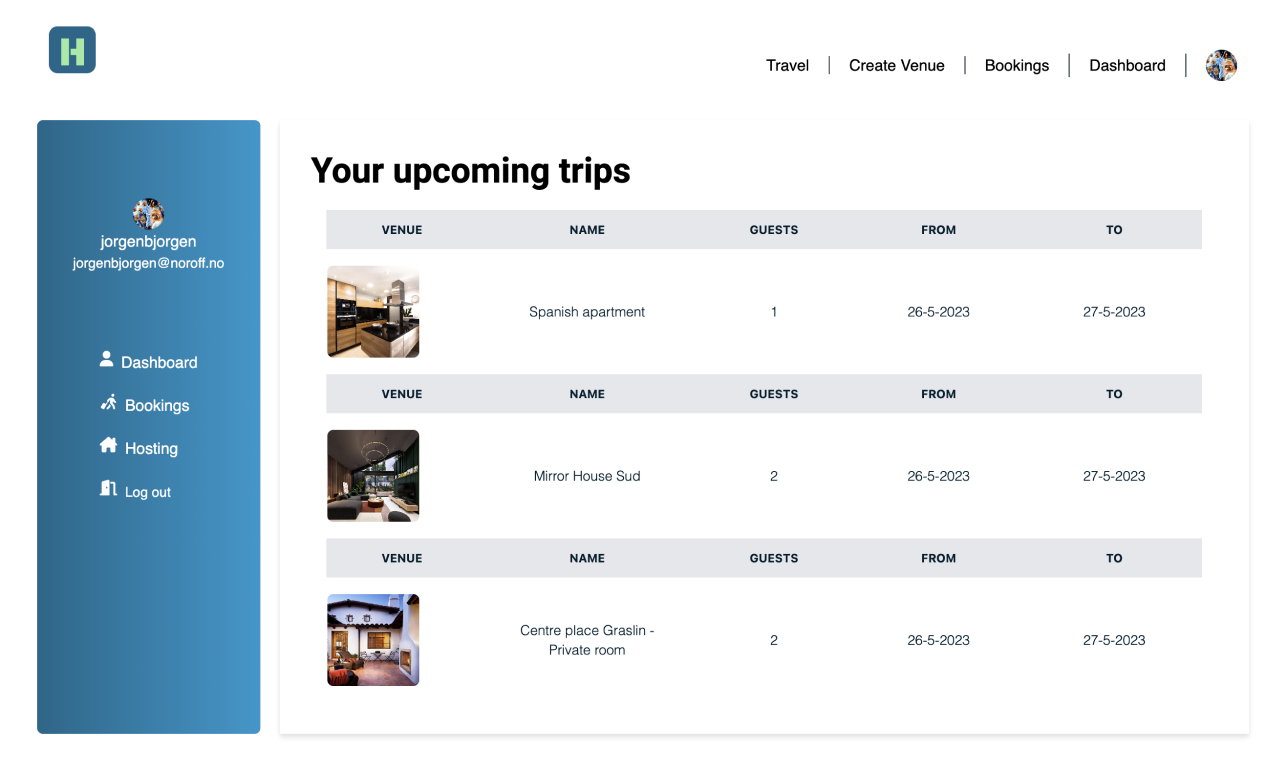 H
Travel
Create Venue
Bookings
Dashboard
jorgenbjorgen
jorgenbjorgen@noroff.no
Dashboard
Bookings
Hosting
Log out
Your upcoming trips
VENUE NAME GUESTS FROM TO
Spanish apartment 1 26-5-2023 27-5-2023
VENUE NAME GUESTS FROM TO
Mirror House Sud 2 26-5-2023 27-5-2023
VENUE NAME GUESTS FROM TO
Centre place Graslin -
Private room 2 26-5-2023 27-5-2023